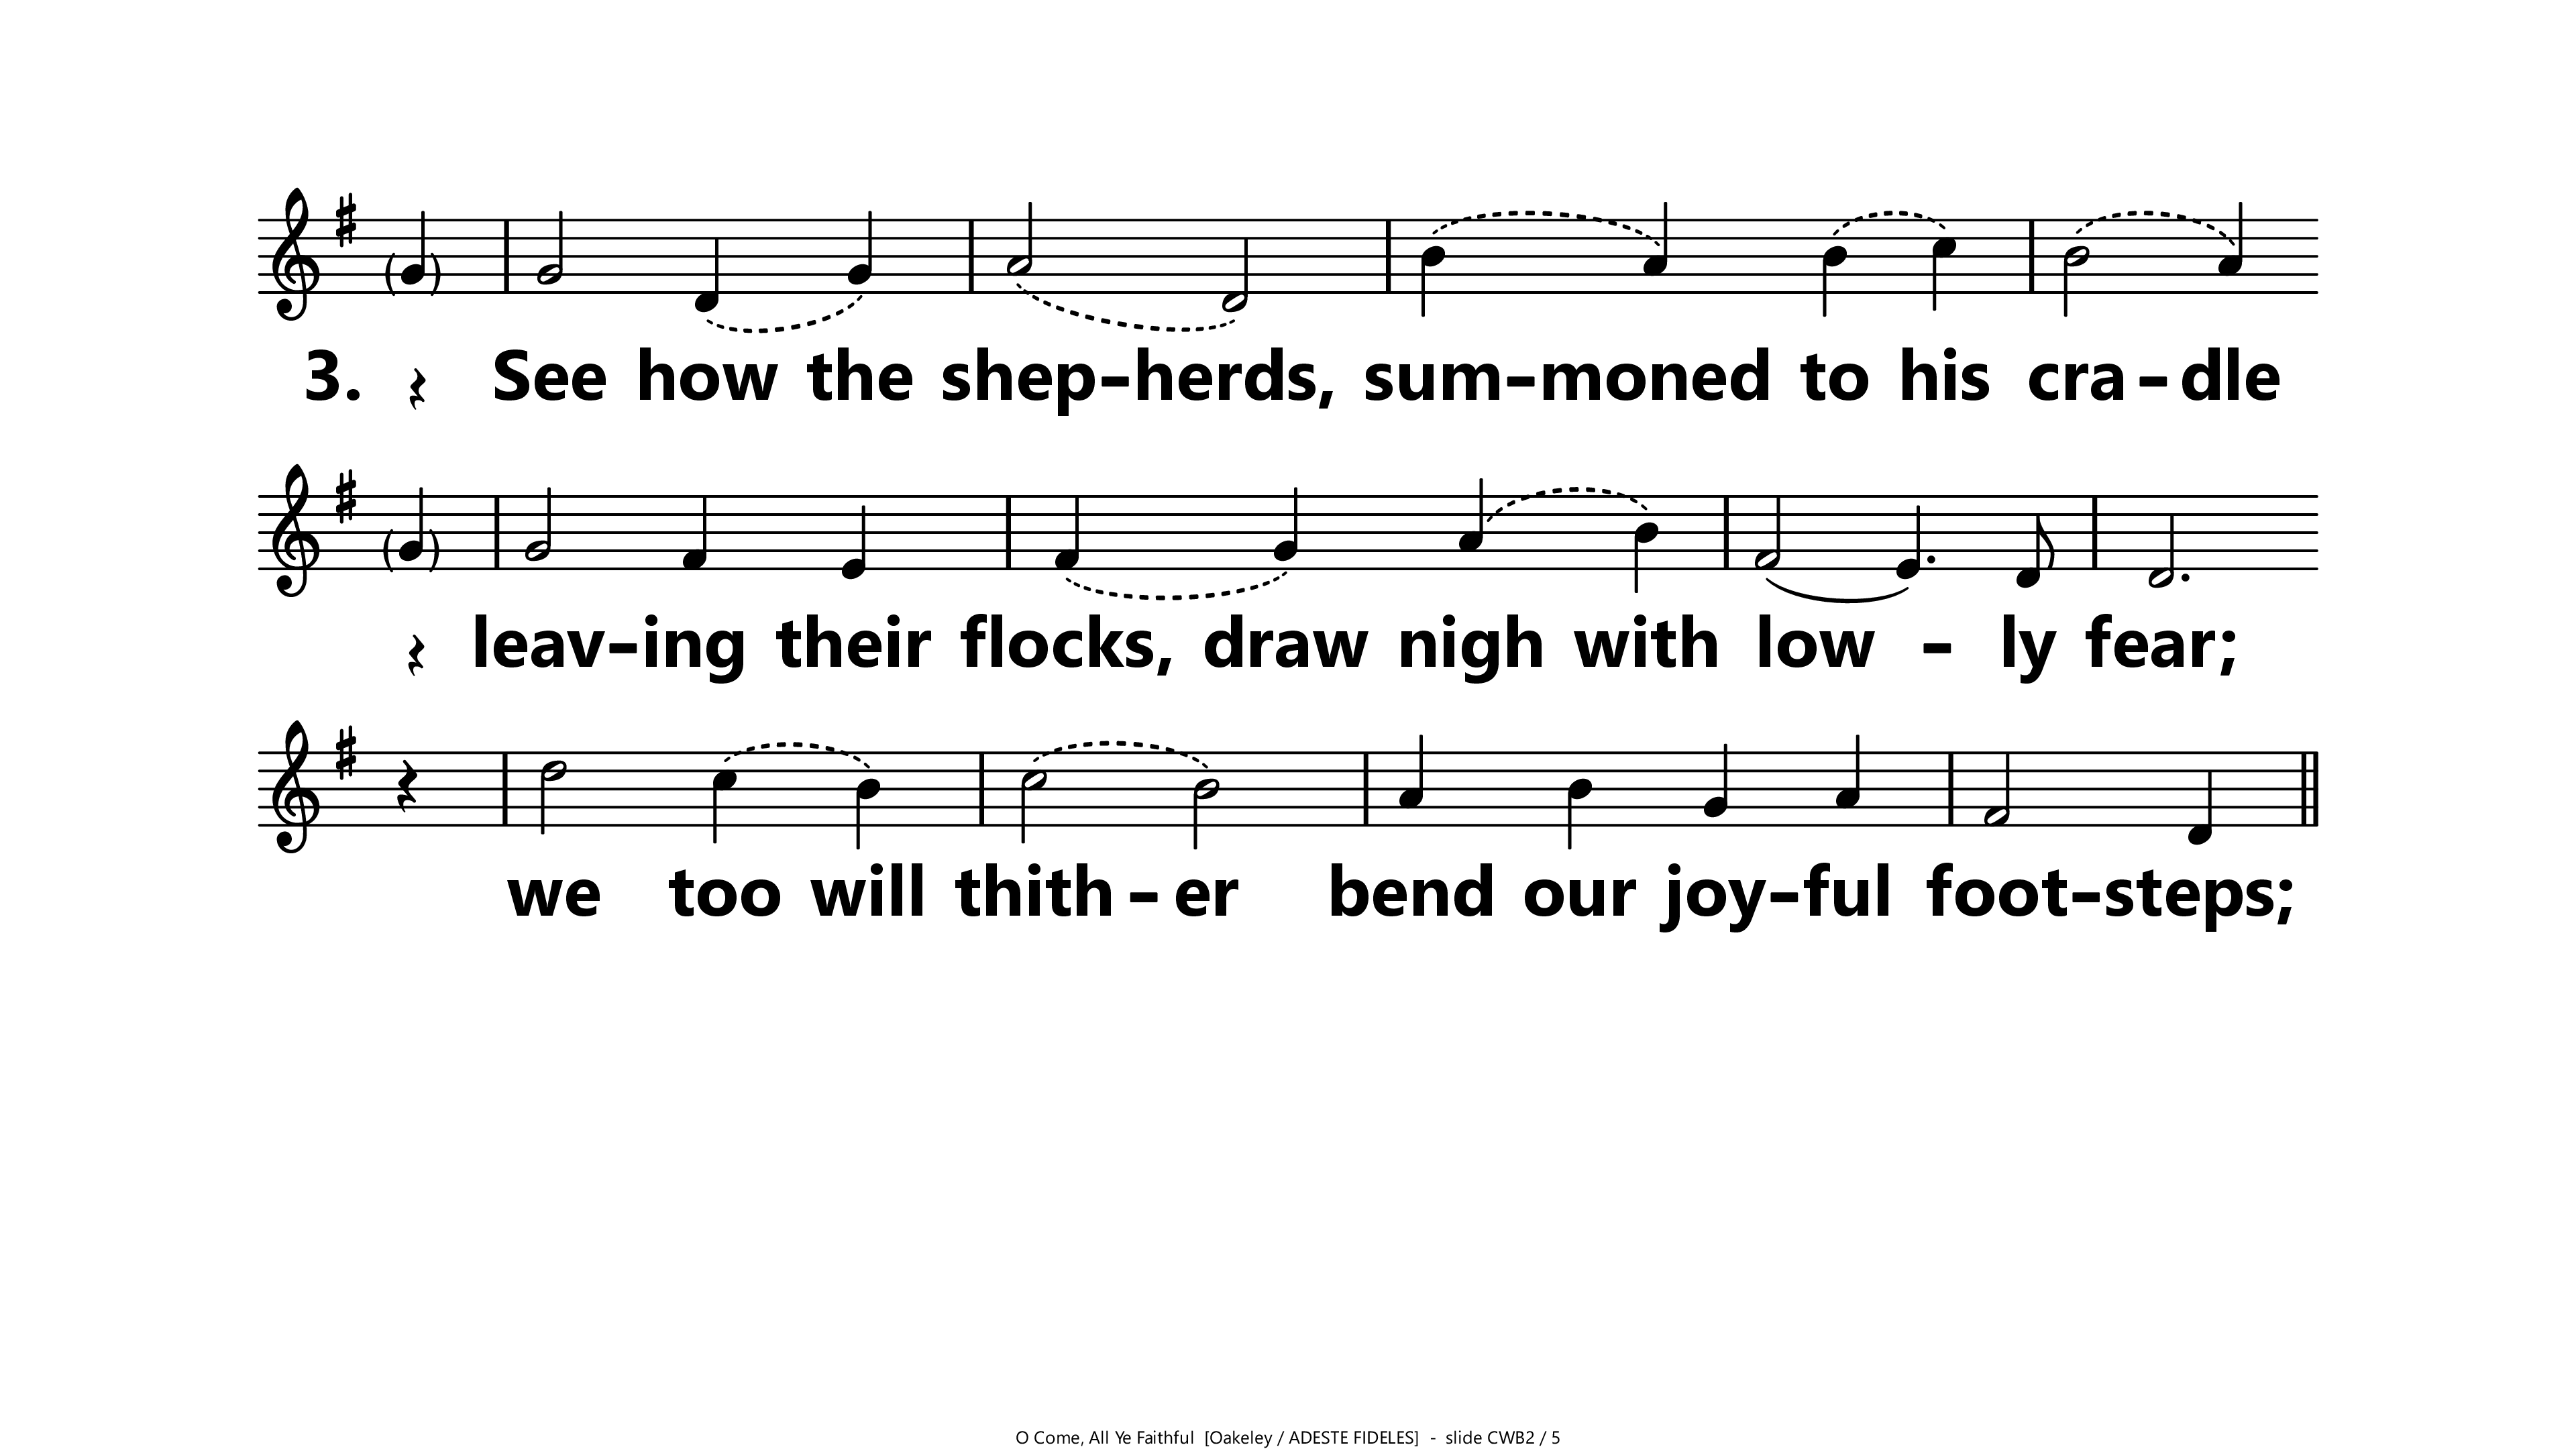 3. See how the shep-herds, sum-moned to his cra-dle
leav-ing their flocks, draw nigh with low - ly fear;
we too will thith-er bend our joy-ful foot-steps;
O Come, All Ye Faithful [Oakeley / ADESTE FIDELES] - slide CWB2 / 5